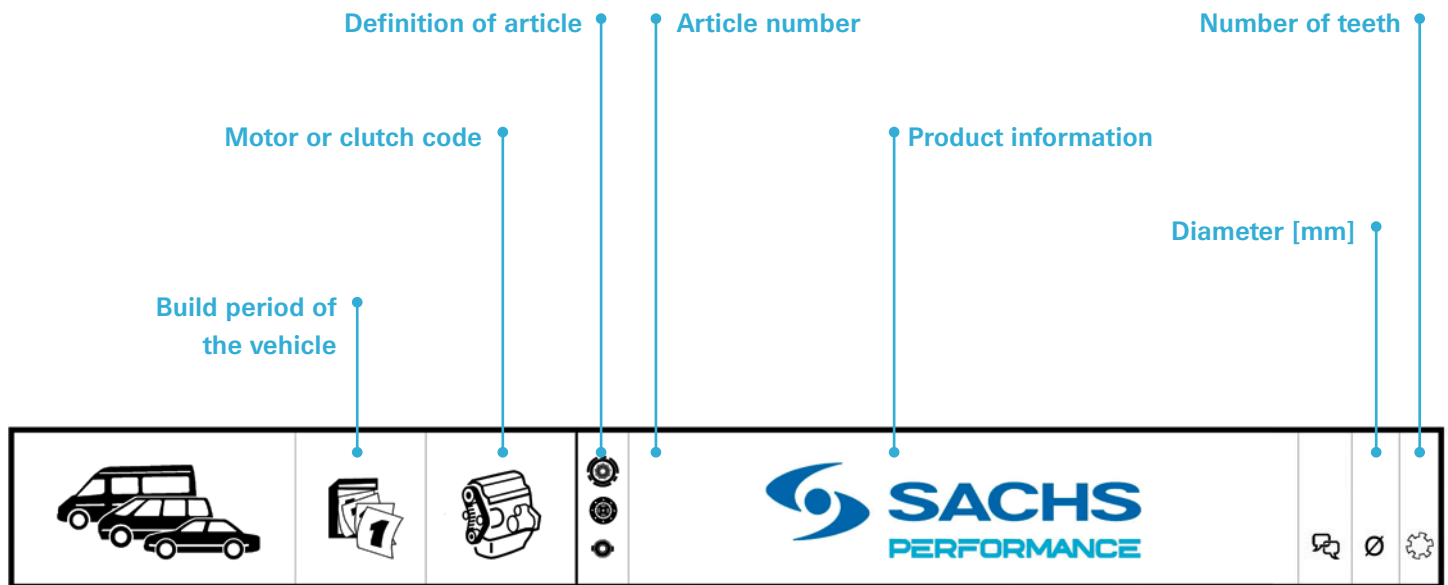 Definition of article
Article number
Number of teeth
Motor or clutch code
Product information
Diameter [mm]
Build period of
the vehicle
1
SACHS
PERFORMANCE
Ø